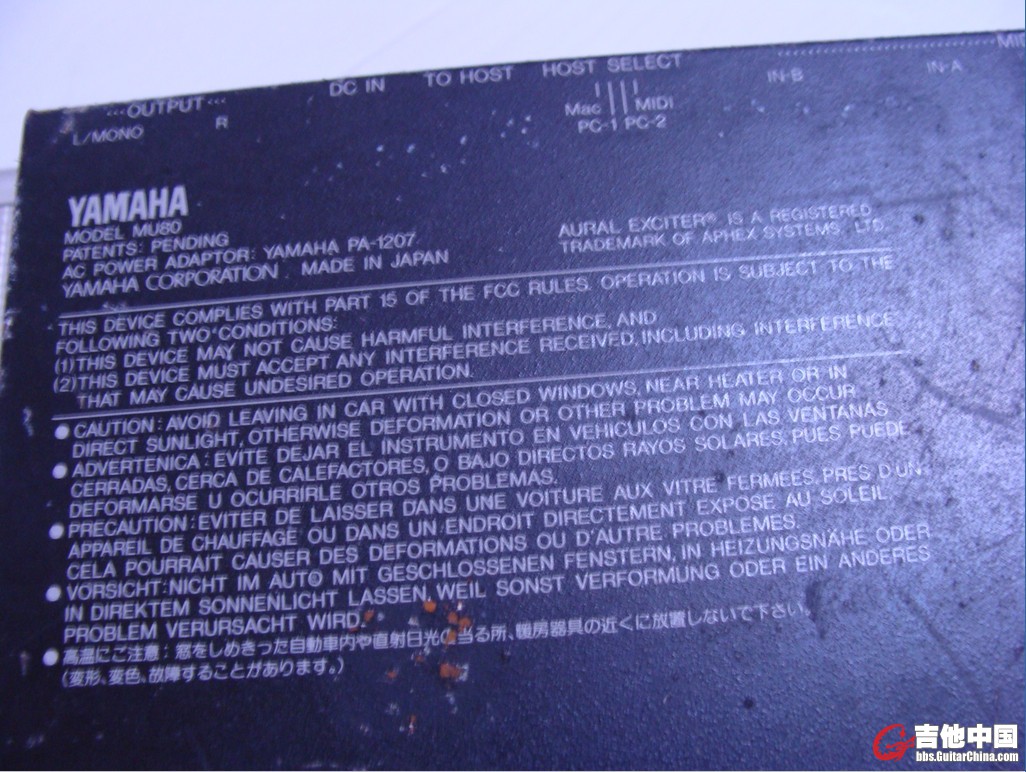 ···OUTPUT···
L/MONO R
DC IN
TO HOST
HOST SELECT
Mac MIDI
PC-1 PC-2
IN-B
IN-A
YAMAHA
MODEL MU80
PATENTS: PENDING
AC POWER ADAPTOR: YAMAHA PA-1207
YAMAHA CORPORATION MADE IN JAPAN
AURAL EXCITER® IS A REGISTERED
TRADEMARK OF APHEX SYSTEMS LTD.
THIS DEVICE COMPLIES WITH PART 15 OF THE FCC RULES. OPERATION IS SUBJECT TO THE
FOLLOWING TWO CONDITIONS:
(1)THIS DEVICE MAY NOT CAUSE HARMFUL INTERFERENCE, AND
(2)THIS DEVICE MUST ACCEPT ANY INTERFERENCE RECEIVED, INCLUDING INTERFERENCE
THAT MAY CAUSE UNDESIRED OPERATION.
●CAUTION: AVOID LEAVING IN CAR WITH CLOSED WINDOWS, NEAR HEATER OR IN
DIRECT SUNLIGHT, OTHERWISE DEFORMATION OR OTHER PROBLEM MAY OCCUR.
●ADVERTENICA: EVITE DEJAR EL INSTRUMENTO EN VEHICULOS CON LAS VENTANAS
CERRADAS, CERCA DE CALEFACTORES, O BAJO DIRECTOS RAYOS SOLARES, PUES PUEDE
DEFORMARSE U OCURRIRLE OTROS PROBLEMAS.
●PRECAUTION: EVITER DE LAISSER DANS UNE VOITURE AUX VITRE FERMEES, PRES D'UN
APPAREIL DE CHAUFFAGE OU DANS UN ENDROIT DIRECTEMENT EXPOSE AU SOLEIL
CELA POURRAIT CAUSER DES DEFORMATIONS OU D'AUTRE PROBLEMES.
●VORSICHT: NICHT IM AUTO MIT GESCHLOSSENEN FENSTERN, IN HEIZUNGSNÄHE ODER
IN DIREKTEM SONNENLICHT LASSEN, WEIL SONST VERFORMUNG ODER EIN ANDERES
PROBLEM VERURSACHT WIRD.
●高温にご注意: 窓をしめきった自動車内や直射日光の当る所、暖房器具の近くに放置しないで下さい。
(変形、変色、故障することがあります。)
吉他中国
bbs.GuitarChina.com